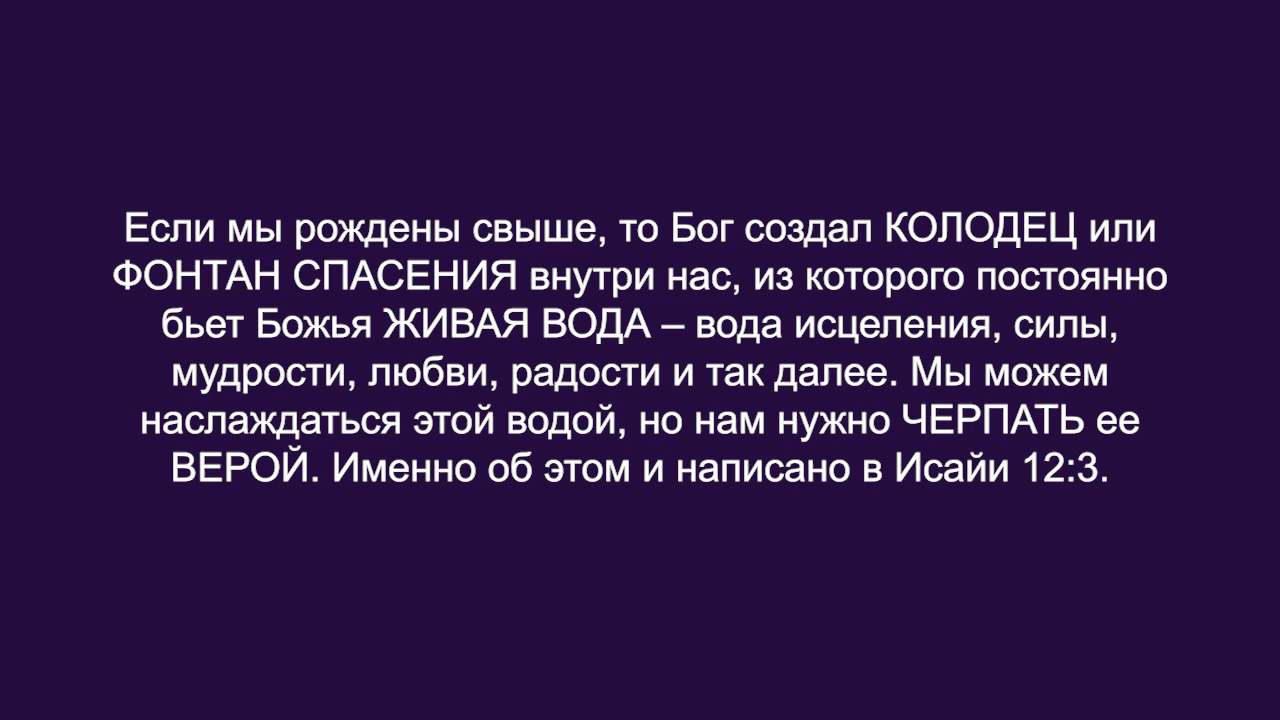 Если мы рождены свыше, то Бог создал КОЛОДЕЦ или
ФОНТАН СПАСЕНИЯ внутри нас, из которого постоянно
бьет Божья ЖИВАЯ ВОДА – вода исцеления, силы,
мудрости, любви, радости и так далее. Мы можем
наслаждаться этой водой, но нам нужно ЧЕРПАТЬ ее
ВЕРОЙ. Именно об этом и написано в Исайи 12:3.